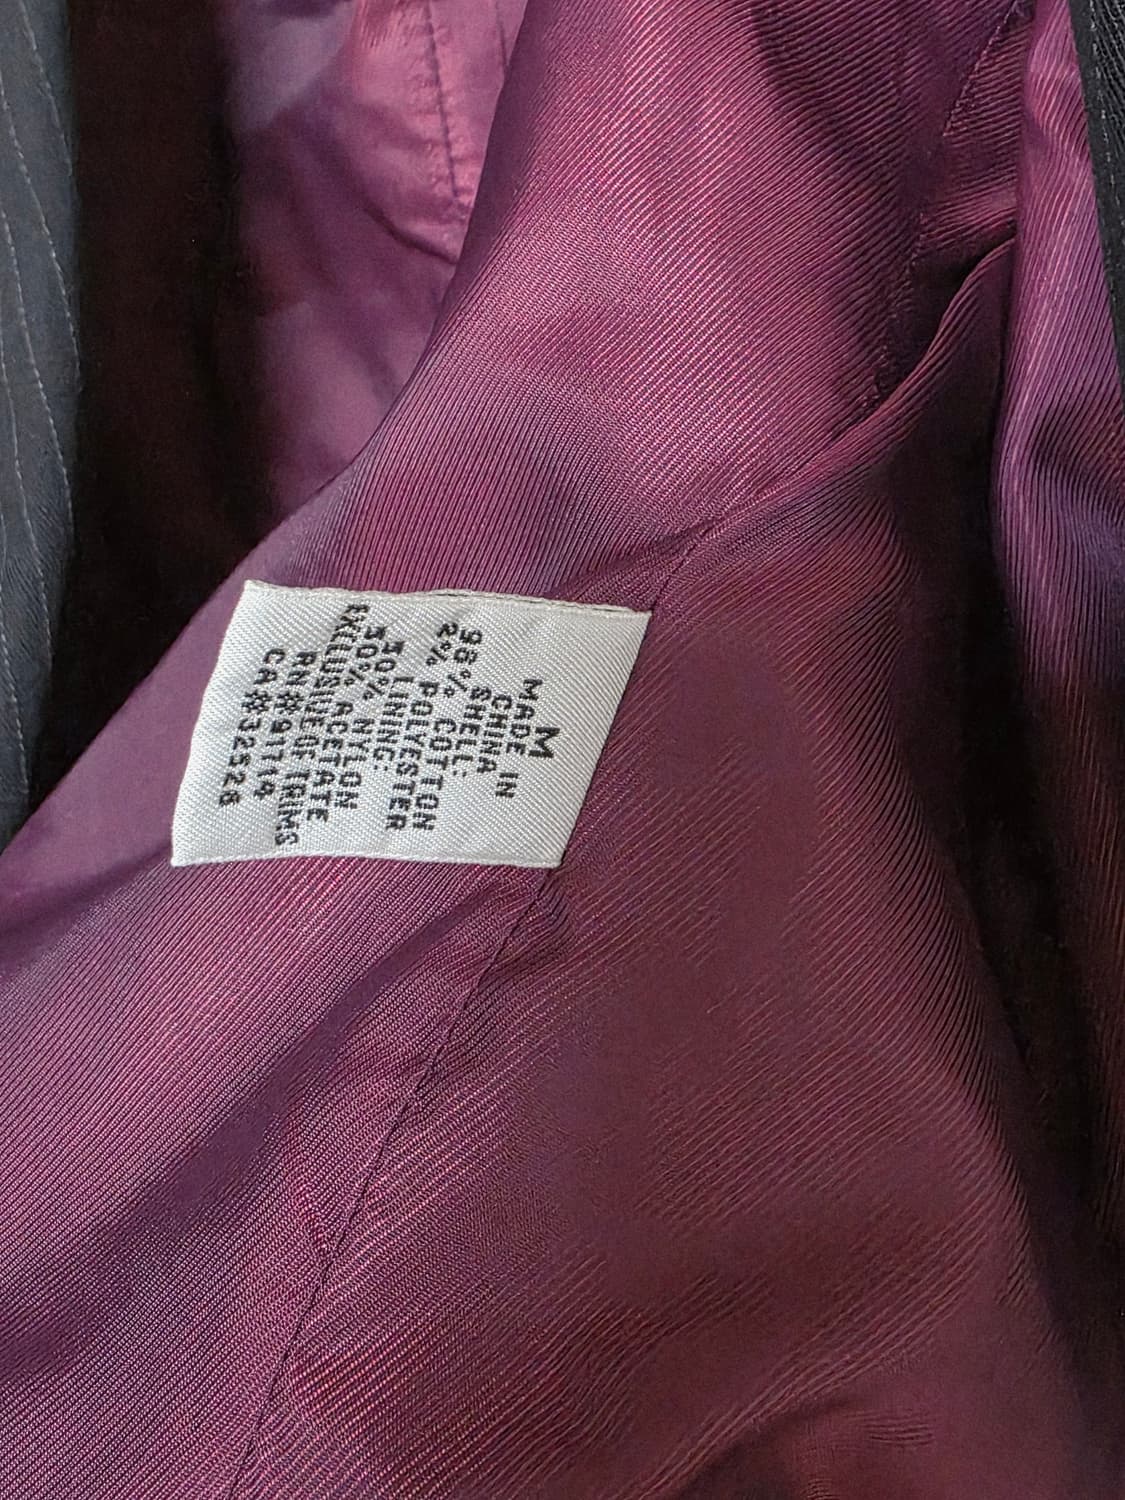 M
MADE IN
CHINA
SHELL:
98% COTTON
2% POLYESTER
LINING:
50% NYLON
50% ACETATE
EXCLUSIVE OF TRIMS
RN#91714
CA#32526